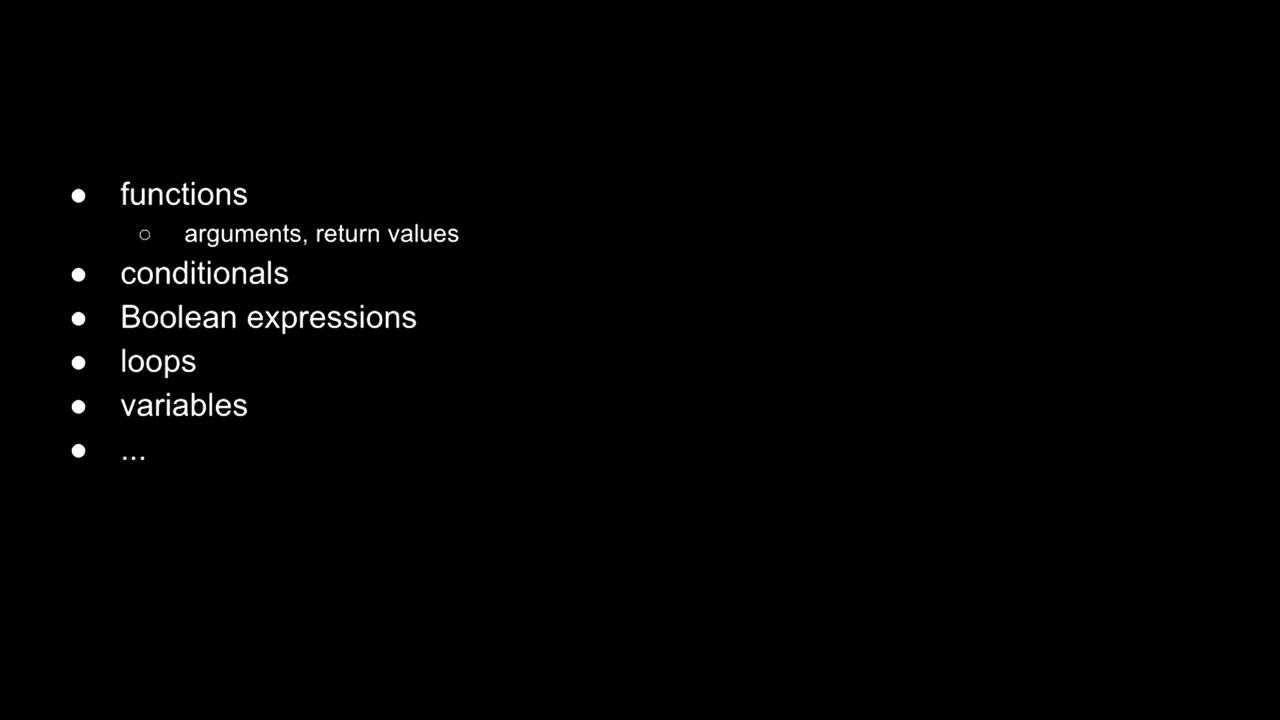 ● functions
○ arguments, return values
● conditionals
● Boolean expressions
● loops
● variables
● ...